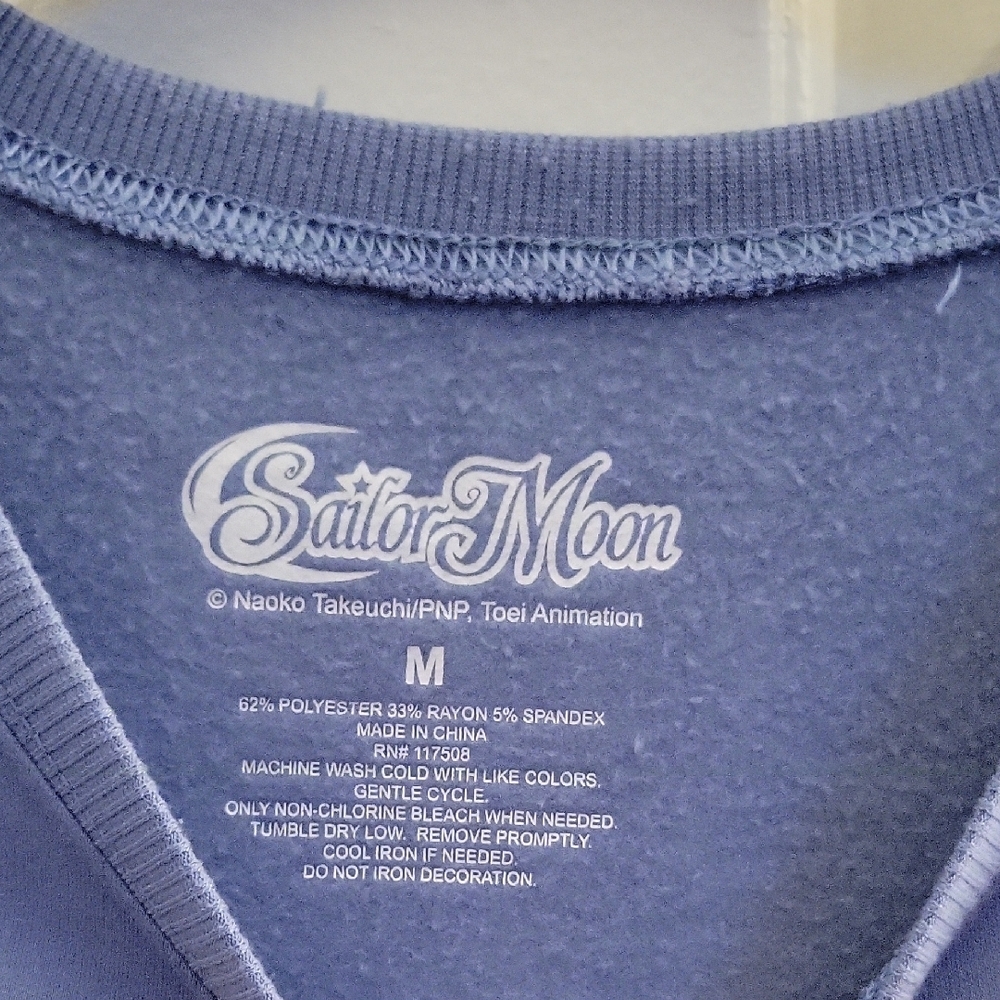 Sailor Moon
© Naoko Takeuchi/PNP, Toei Animation
M
62% POLYESTER 33% RAYON 5% SPANDEX
MADE IN CHINA
RN# 117508
MACHINE WASH COLD WITH LIKE COLORS.
GENTLE CYCLE.
ONLY NON-CHLORINE BLEACH WHEN NEEDED.
TUMBLE DRY LOW. REMOVE PROMPTLY.
COOL IRON IF NEEDED.
DO NOT IRON DECORATION.